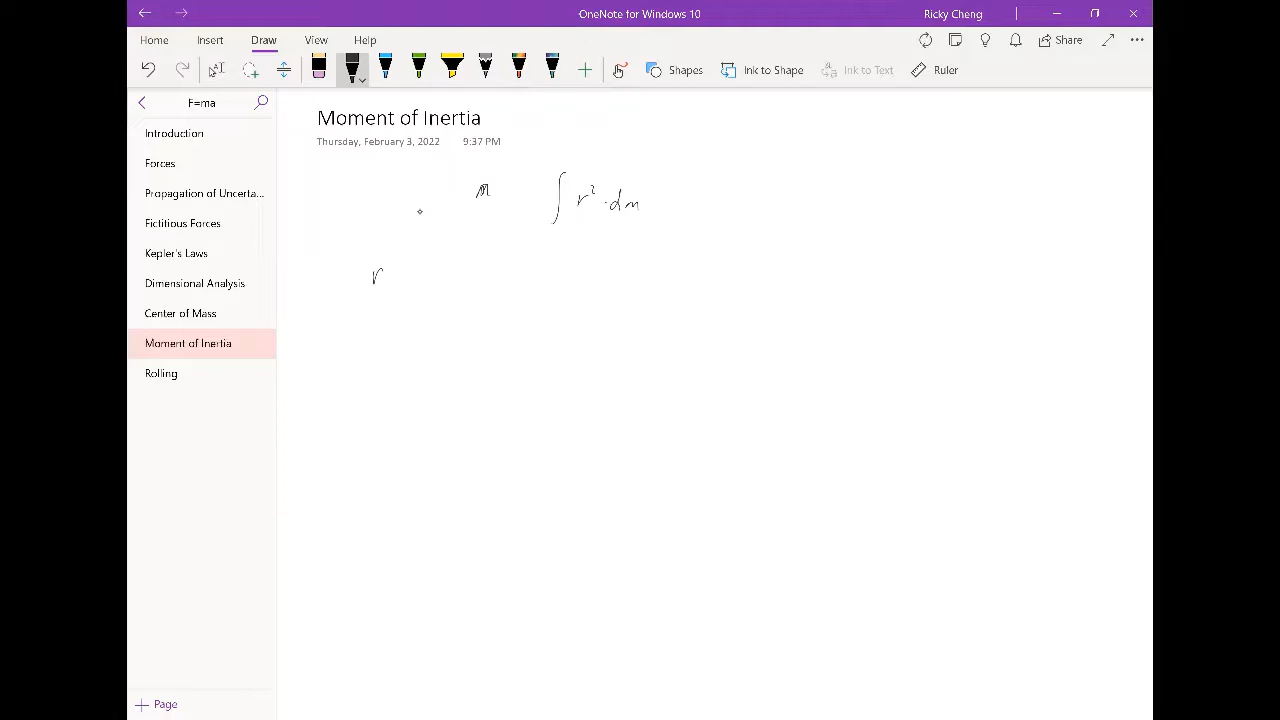 OneNote for Windows 10
Ricky Cheng
Home Insert Draw View Help
Share
Shapes Ink to Shape Ink to Text Ruler
F=ma
Introduction
Forces
Propagation of Uncerta...
Fictitious Forces
Kepler's Laws
Dimensional Analysis
Center of Mass
Moment of Inertia
Rolling
Page
Moment of Inertia
Thursday, February 3, 2022 9:37 PM
∫ r² · dm
r